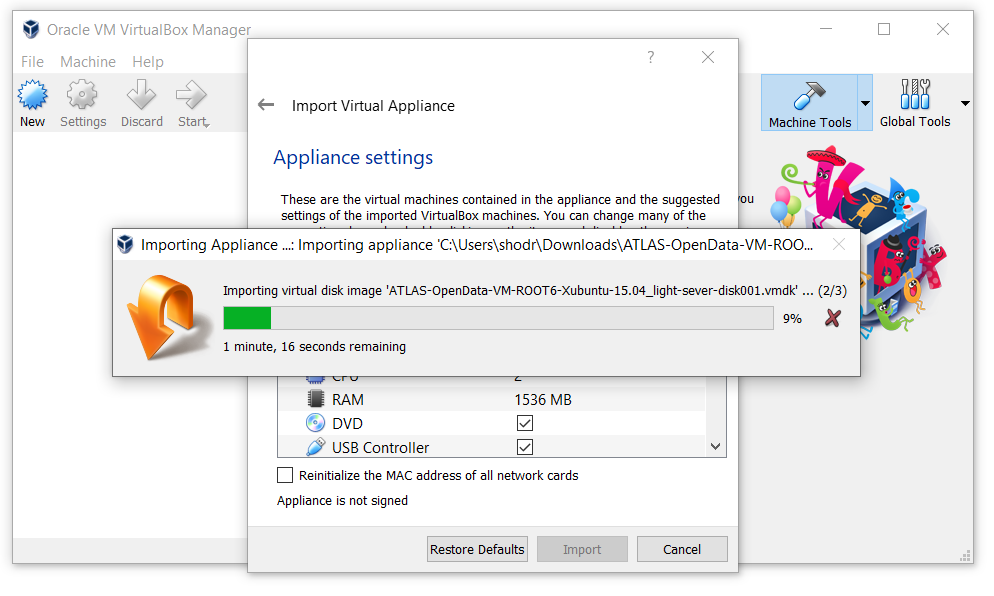 Oracle VM VirtualBox Manager
File Machine Help
New Settings Discard Start
Machine Tools Global Tools
?
Import Virtual Appliance
Appliance settings
These are the virtual machines contained in the appliance and the suggested
settings of the imported VirtualBox machines. You can change many of the
you
Importing Appliance ...: Importing appliance 'C:\Users\shodr\Downloads\ATLAS-OpenData-VM-ROO...
Importing virtual disk image 'ATLAS-OpenData-VM-ROOT6-Xubuntu-15.04_light-sever-disk001.vmdk' ... (2/3)
9%
1 minute, 16 seconds remaining
CPU 2
RAM 1536 MB
DVD
USB Controller
Reinitialize the MAC address of all network cards
Appliance is not signed
Restore Defaults Import Cancel